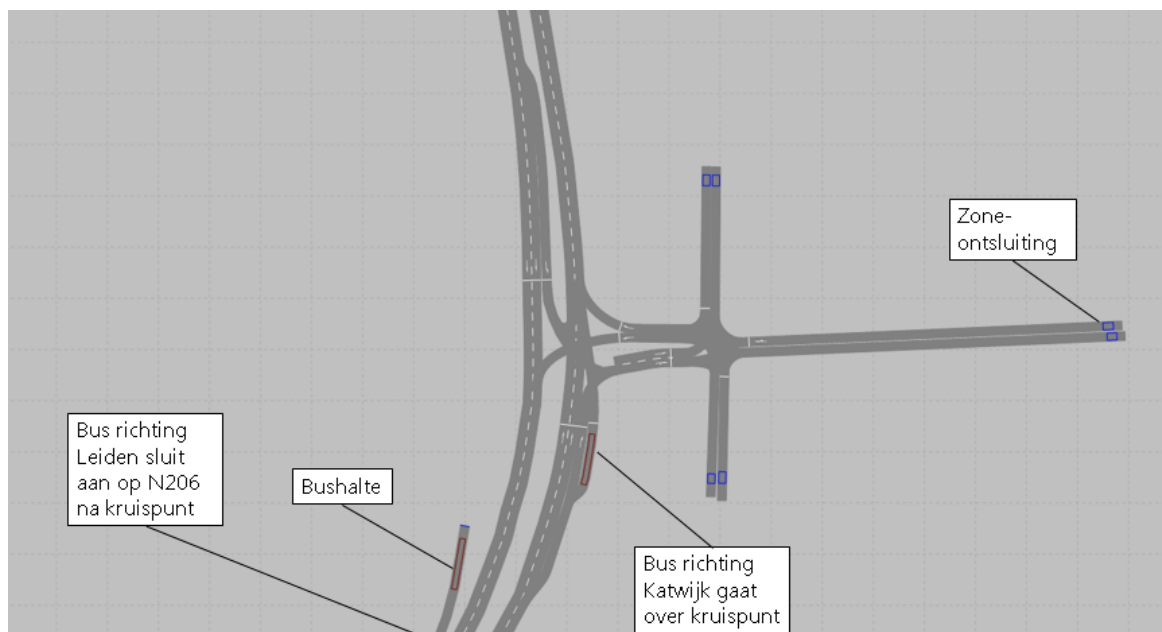 Zone-
ontsluiting
Bus richting
Leiden sluit
aan op N206
na kruispunt
Bushalte
Bus richting
Katwijk gaat
over kruispunt